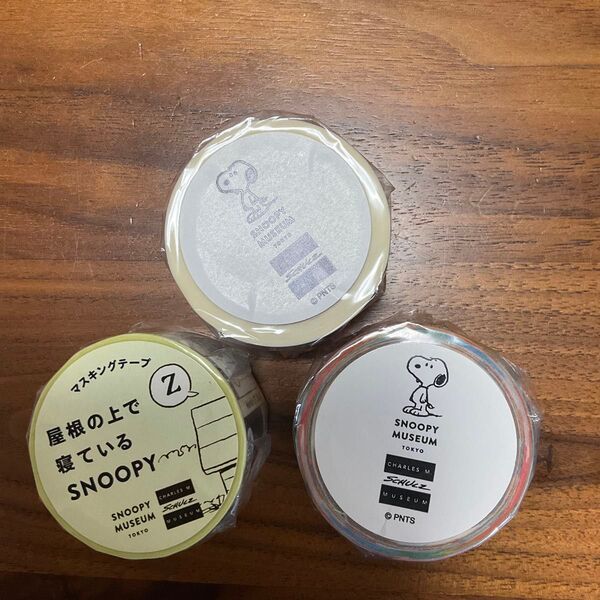 SNOOPY
MUSEUM
TOKYO
SCHULZ
© PNTS
マスキングテープ
Z
屋根の上で
寝ている
SNOOPY
SNOOPY
MUSEUM
TOKYO
CHARLES M
SCHULZ
MUSEUM
SNOOPY
MUSEUM
TOKYO
CHARLES M
SCHULZ
MUSEUM
© PNTS